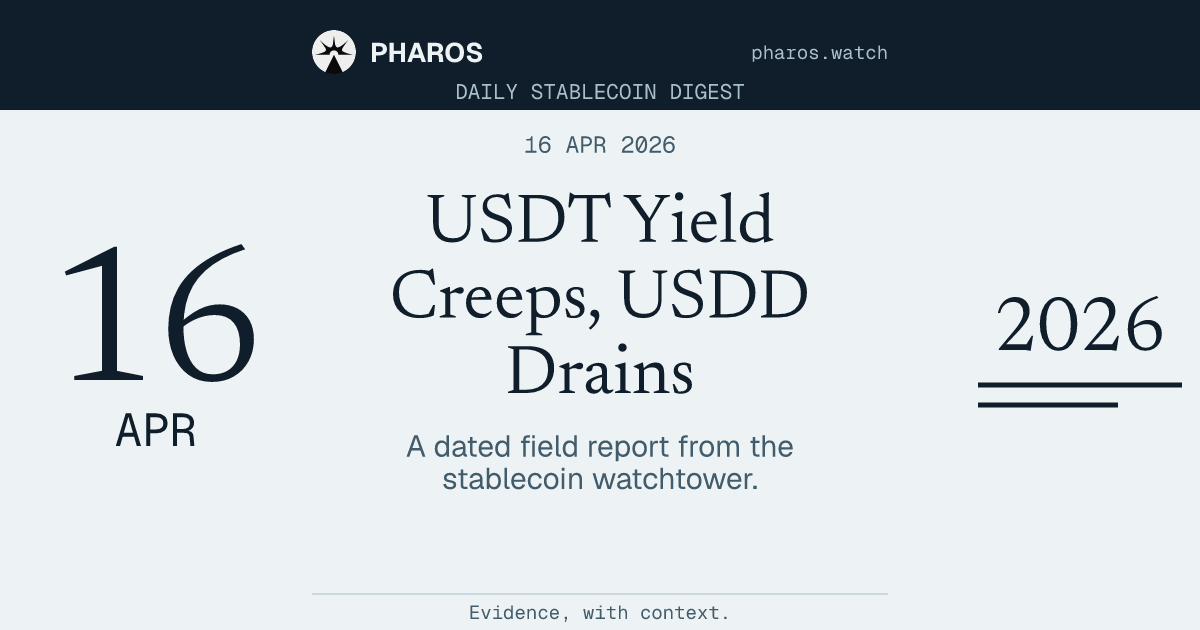 PHAROS
pharos.watch
DAILY STABLECOIN DIGEST
16 APR 2026
USDT Yield
Creeps, USDD
Drains
16
APR
2026
A dated field report from the
stablecoin watchtower.
Evidence, with context.